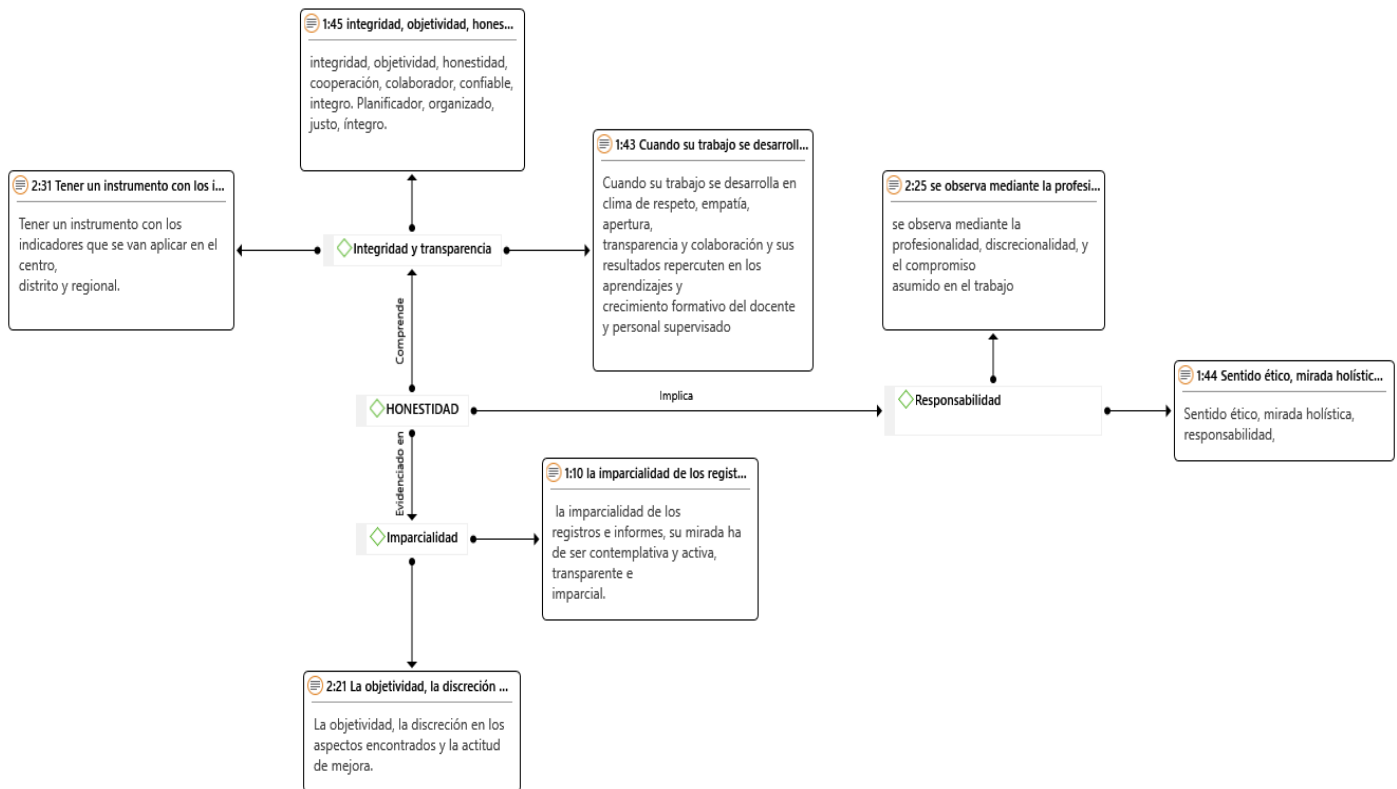 1:45 integridad, objetividad, hones...
integridad, objetividad, honestidad,
cooperación, colaborador, confiable,
integro. Planificador, organizado,
justo, íntegro.
1:43 Cuando su trabajo se desarroll...
Cuando su trabajo se desarrolla en
clima de respeto, empatía,
apertura,
transparencia y colaboración y sus
resultados repercuten en los
aprendizajes y
crecimiento formativo del docente
y personal supervisado
2:31 Tener un instrumento con los i...
Tener un instrumento con los
indicadores que se van aplicar en el
centro,
distrito y regional.
2:25 se observa mediante la profesi...
se observa mediante la
profesionalidad, discrecionalidad, y
el compromiso
asumido en el trabajo
Integridad y transparencia
Comprende
HONESTIDAD
Implica
Responsabilidad
1:44 Sentido ético, mirada holístic...
Sentido ético, mirada holística,
responsabilidad,
Evidenciado en
Imparcialidad
1:10 la imparcialidad de los regist...
la imparcialidad de los
registros e informes, su mirada ha
de ser contemplativa y activa,
transparente e
imparcial.
2:21 La objetividad, la discreción ...
La objetividad, la discreción en los
aspectos encontrados y la actitud
de mejora.